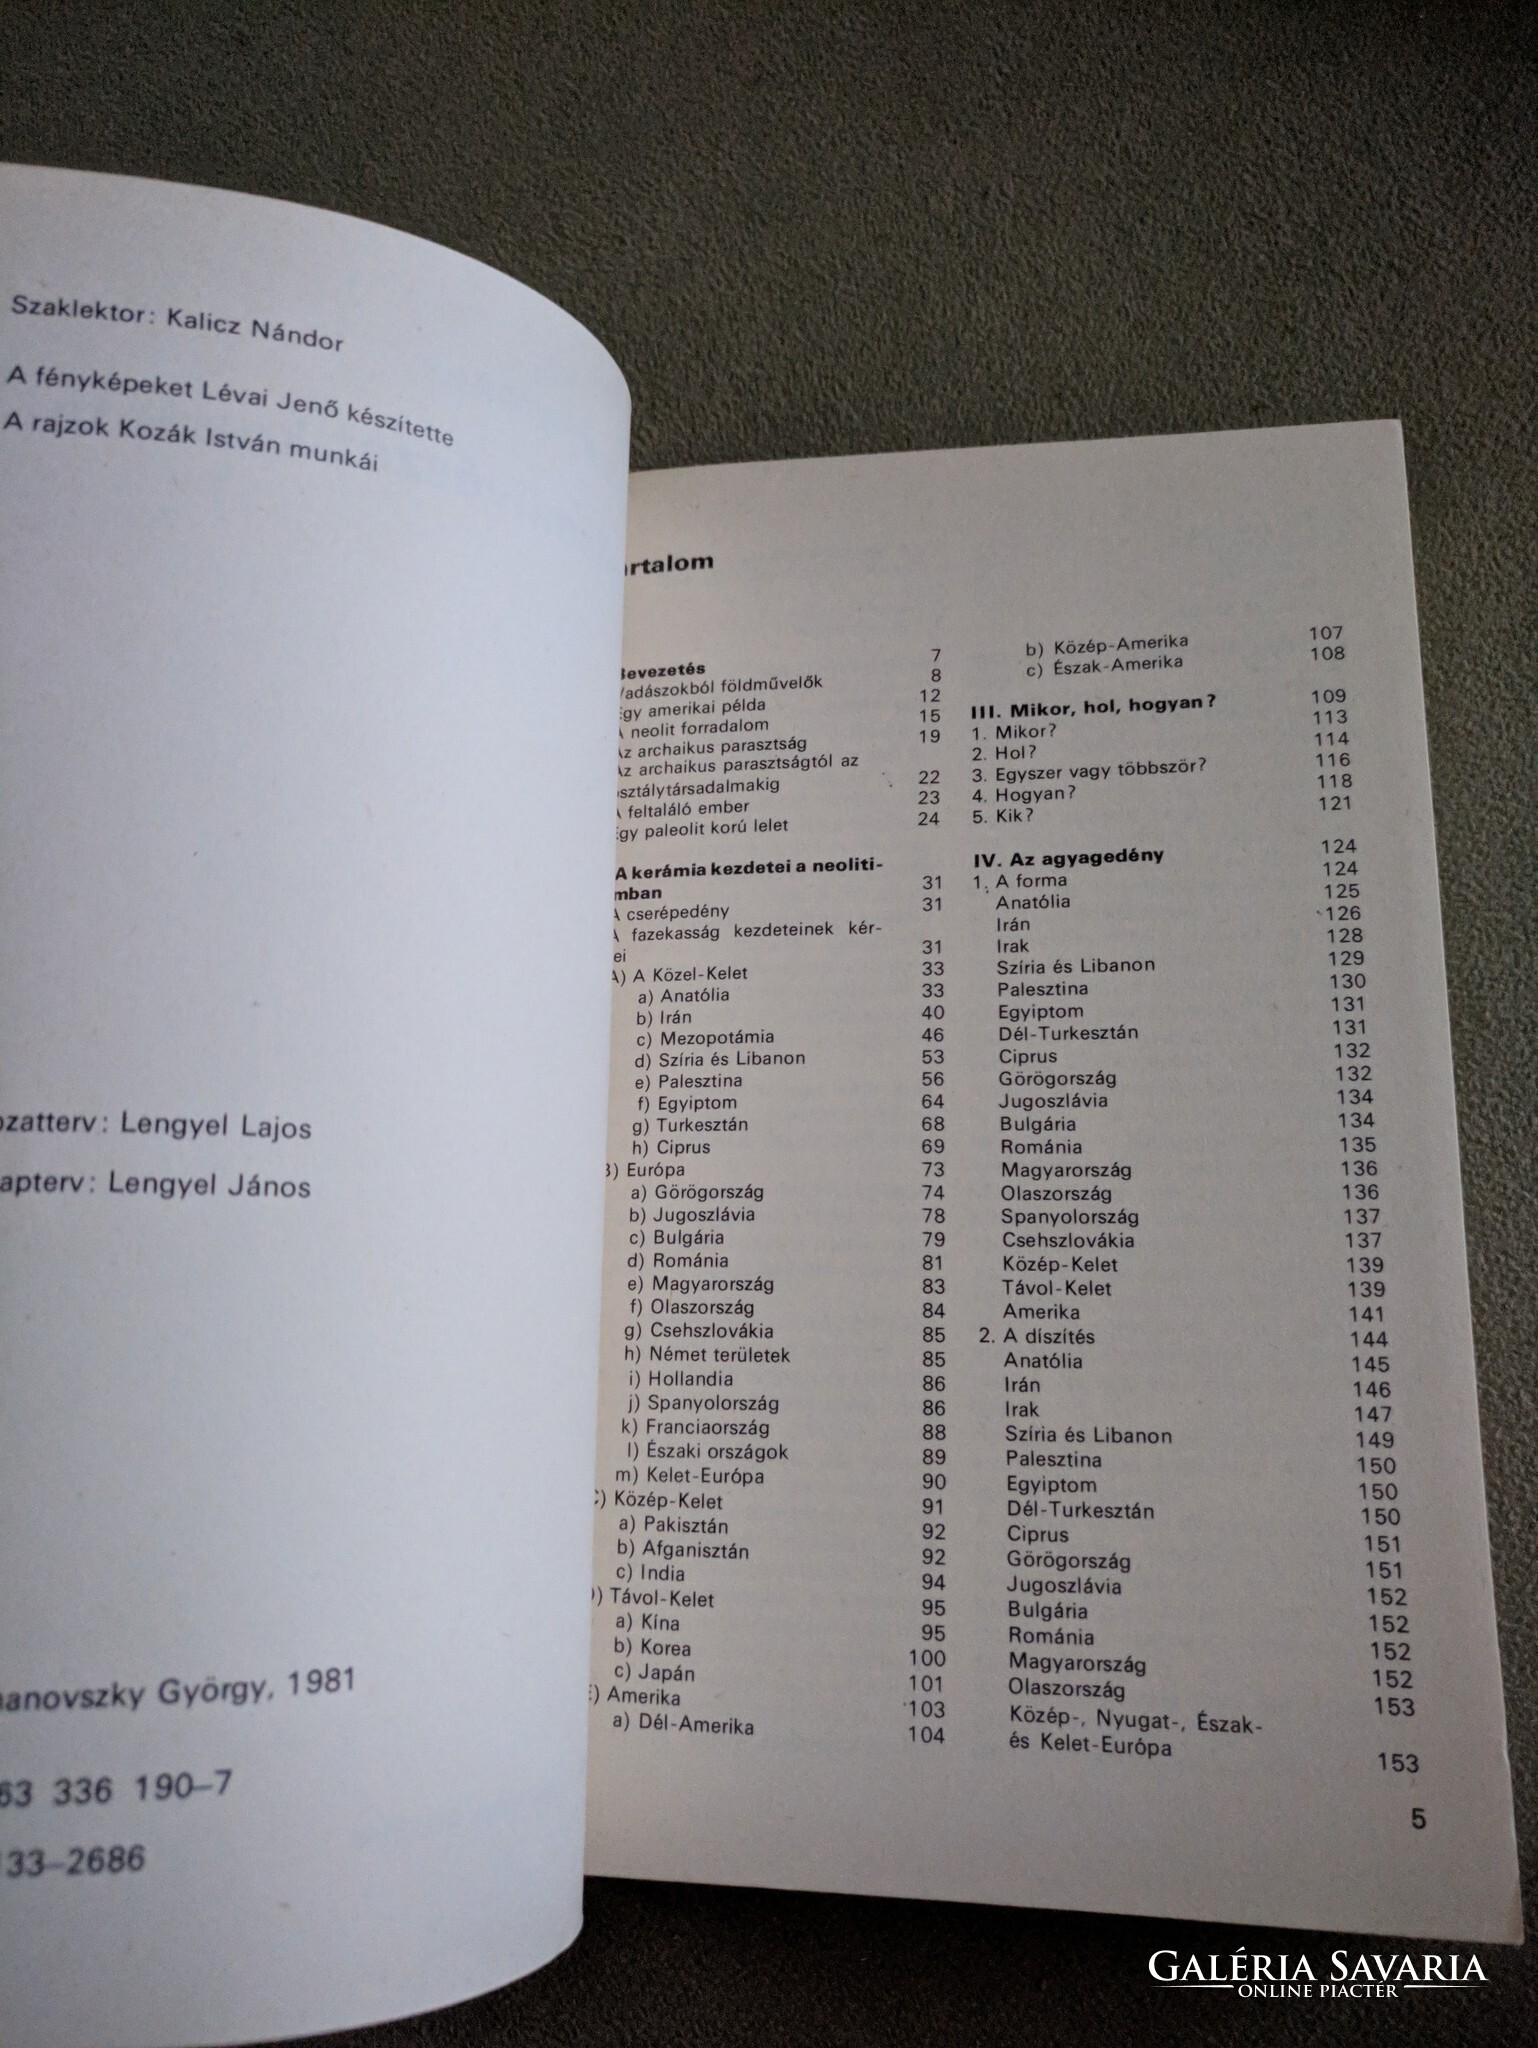 Szaklektor: Kalicz Nándor
A fényképeket Lévai Jenő készítette
A rajzok Kozák István munkái
ozatterv: Lengyel Lajos
lapterv: Lengyel János
manovszky György, 1981
63 336 190–7
133–2686
artalom
Bevezetés 7
Vadászokból földművelők 8
Egy amerikai példa 12
A neolit forradalom 15
Az archaikus parasztság 19
Az archaikus parasztságtól az
osztálytársadalmakig 22
A feltaláló ember 23
Egy paleolit korú lelet 24
A kerámia kezdetei a neoliti-
mban 31
A cserépedény 31
A fazekasság kezdeteinek kér-
ei 31
A) A Közel-Kelet 33
a) Anatólia 33
b) Irán 40
c) Mezopotámia 46
d) Szíria és Libanon 53
e) Palesztina 56
f) Egyiptom 64
g) Turkesztán 68
h) Ciprus 69
B) Európa 73
a) Görögország 74
b) Jugoszlávia 78
c) Bulgária 79
d) Románia 81
e) Magyarország 83
f) Olaszország 84
g) Csehszlovákia 85
h) Német területek 85
i) Hollandia 86
j) Spanyolország 86
k) Franciaország 88
l) Északi országok 89
m) Kelet-Európa 90
C) Közép-Kelet 91
a) Pakisztán 92
b) Afganisztán 92
c) India 94
D) Távol-Kelet 95
a) Kína 95
b) Korea 100
c) Japán 101
E) Amerika 103
a) Dél-Amerika 104
b) Közép-Amerika 107
c) Észak-Amerika 108
III. Mikor, hol, hogyan? 109
1. Mikor? 113
2. Hol? 114
3. Egyszer vagy többször? 116
4. Hogyan? 118
5. Kik? 121
IV. Az agyagedény 124
1. A forma 124
Anatólia 125
Irán 126
Irak 128
Szíria és Libanon 129
Palesztina 130
Egyiptom 131
Dél-Turkesztán 131
Ciprus 132
Görögország 132
Jugoszlávia 134
Bulgária 134
Románia 135
Magyarország 136
Olaszország 136
Spanyolország 137
Csehszlovákia 137
Közép-Kelet 139
Távol-Kelet 139
Amerika 141
2. A díszítés 144
Anatólia 145
Irán 146
Irak 147
Szíria és Libanon 149
Palesztina 150
Egyiptom 150
Dél-Turkesztán 150
Ciprus 151
Görögország 151
Jugoszlávia 152
Bulgária 152
Románia 152
Magyarország 152
Olaszország 153
Közép-, Nyugat-, Észak-
és Kelet-Európa 153
5
GALÉRIA SAVARIA
ONLINE PIACTÉR